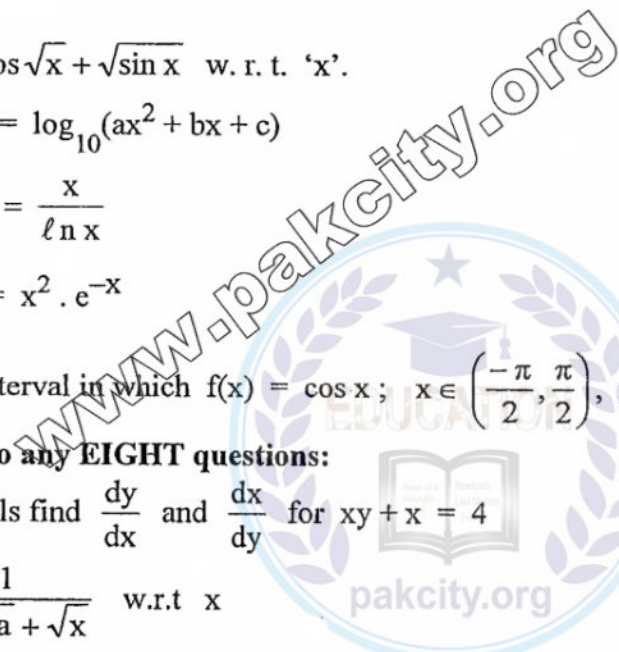 os√x + √sin x w. r. t. ‘x’.
= log₁₀(ax² + bx + c)
= x / ℓn x
= x² . e⁻ˣ
terval in which f(x) = cos x ; x ∈ (−π/2, π/2),
o any EIGHT questions:
ls find dy/dx and dx/dy for xy + x = 4
1 / a + √x w.r.t x
www.pakcity.org
EDUCATION
pakcity.org